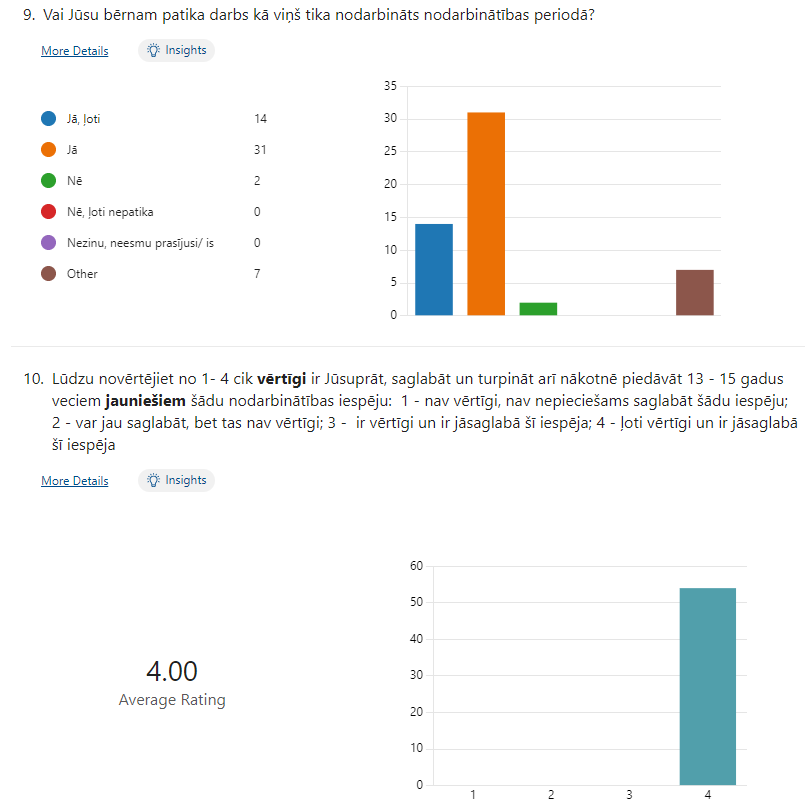 9. Vai Jūsu bērnam patika darbs kā viņš tika nodarbināts nodarbinātības periodā?
More Details
Insights
Jā, ļoti 14
Jā 31
Nē 2
Nē, ļoti nepatika 0
Nezinu, neesmu prasījusi/ is 0
Other 7
35
30
25
20
15
10
5
0
10. Lūdzu novērtējiet no 1- 4 cik vērtīgi ir Jūsuprāt, saglabāt un turpināt arī nākotnē piedāvāt 13 - 15 gadus
veciem jauniešiem šādu nodarbinātības iespēju: 1 - nav vērtīgi, nav nepieciešams saglabāt šādu iespēju;
2 - var jau saglabāt, bet tas nav vērtīgi; 3 - ir vērtīgi un ir jāsaglabā šī iespēja; 4 - ļoti vērtīgi un ir jāsaglabā
šī iespēja
More Details
Insights
4.00
Average Rating
60
50
40
30
20
10
0
1 2 3 4